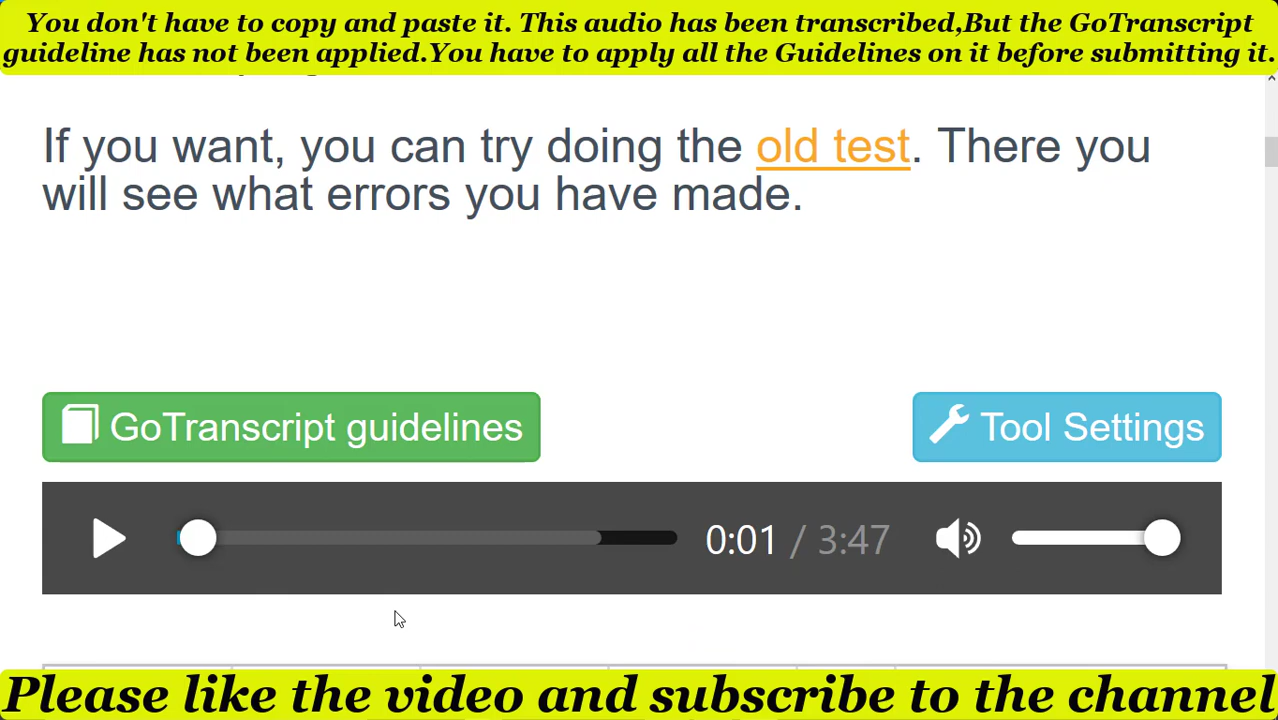 You don't have to copy and paste it. This audio has been transcribed,But the GoTranscript
guideline has not been applied.You have to apply all the Guidelines on it before submitting it.
If you want, you can try doing the old test. There you
will see what errors you have made.
GoTranscript guidelines
Tool Settings
0:01 / 3:47
Please like the video and subscribe to the channel